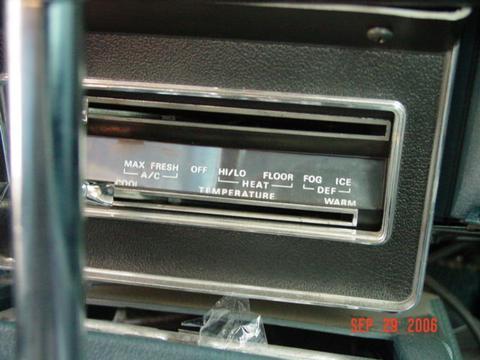 MAX FRESH OFF HI/LO FLOOR FOG ICE
A/C HEAT DEF
COOL TEMPERATURE WARM
SEP 29 2006